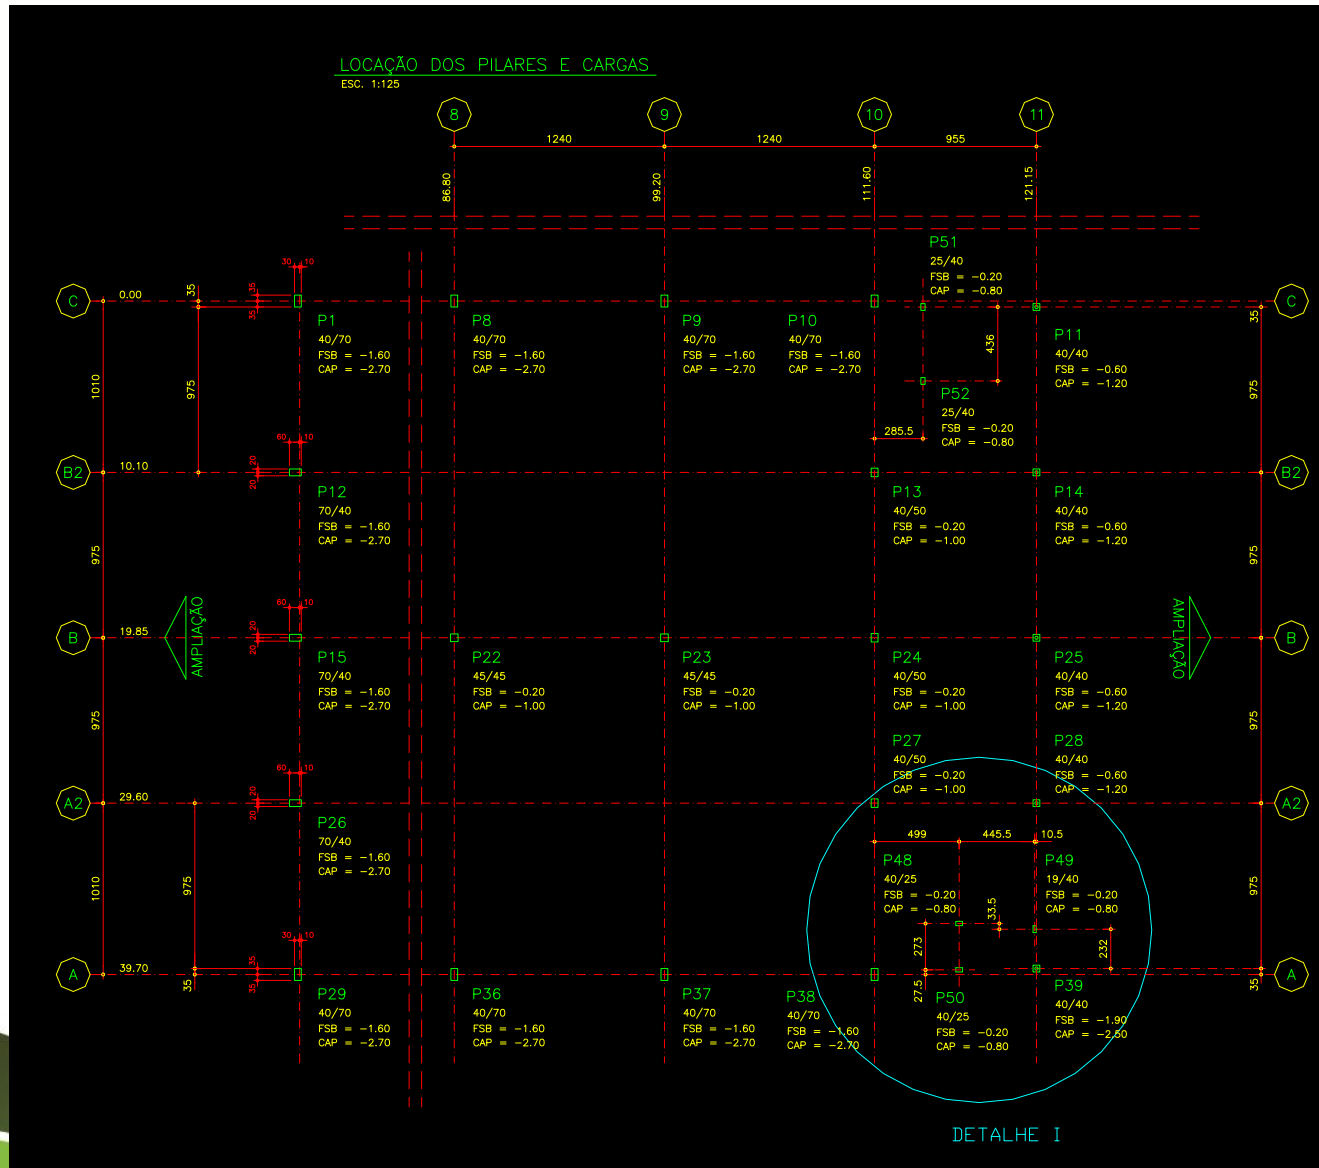 LOCAÇÃO DOS PILARES E CARGAS
ESC. 1:125
8 9 10 11
1240 1240 955
86.80 99.20 111.60 121.15
P51
25/40
FSB = -0.20
CAP = -0.80
30 10
C 0.00 35 35 35 C
35
P1
40/70
FSB = -1.60
CAP = -2.70
P8
40/70
FSB = -1.60
CAP = -2.70
P9
40/70
FSB = -1.60
CAP = -2.70
P10
40/70
FSB = -1.60
CAP = -2.70
436
P11
40/40
FSB = -0.60
CAP = -1.20
1010 975 975
P52
25/40
FSB = -0.20
CAP = -0.80
285.5
60 10
B2 10.10 20 20 B2
P12
70/40
FSB = -1.60
CAP = -2.70
P13
40/50
FSB = -0.20
CAP = -1.00
P14
40/40
FSB = -0.60
CAP = -1.20
975 975
60 10
AMPLIAÇÃO AMPLIAÇÃO
B 19.85 20 20 B
P15
70/40
FSB = -1.60
CAP = -2.70
P22
45/45
FSB = -0.20
CAP = -1.00
P23
45/45
FSB = -0.20
CAP = -1.00
P24
40/50
FSB = -0.20
CAP = -1.00
P25
40/40
FSB = -0.60
CAP = -1.20
975 975
P27
40/50
FSB = -0.20
CAP = -1.00
P28
40/40
FSB = -0.60
CAP = -1.20
60 10
A2 29.60 20 20 A2
P26
70/40
FSB = -1.60
CAP = -2.70
499 445.5 10.5
P48
40/25
FSB = -0.20
CAP = -0.80
P49
19/40
FSB = -0.20
CAP = -0.80
1010 975 975
33.5
273 232
30 10
A 39.70 35 35 A
35 27.5 35
P29
40/70
FSB = -1.60
CAP = -2.70
P36
40/70
FSB = -1.60
CAP = -2.70
P37
40/70
FSB = -1.60
CAP = -2.70
P38
40/70
FSB = -1.60
CAP = -2.70
P50
40/25
FSB = -0.20
CAP = -0.80
P39
40/40
FSB = -1.90
CAP = -2.50
DETALHE I